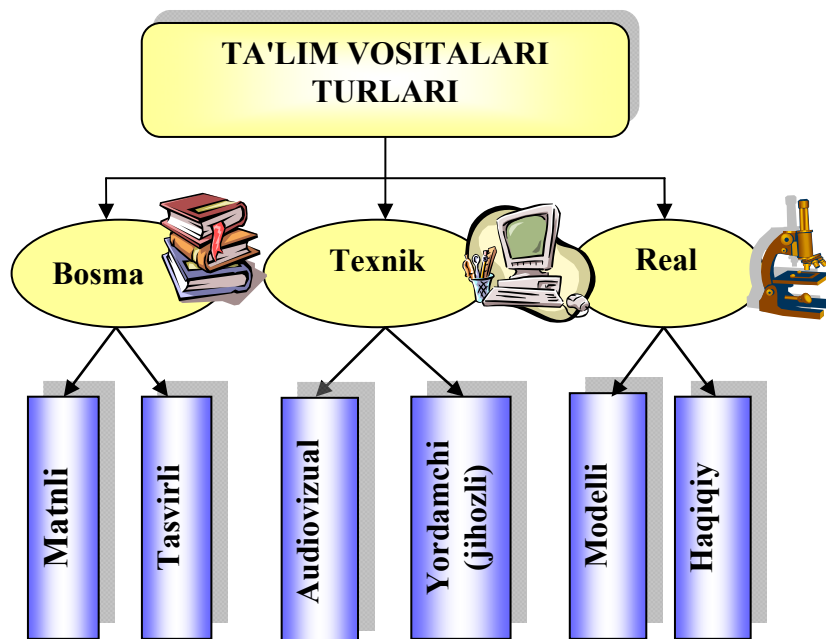 TA'LIM VOSITALARI
TURLARI
Bosma
Texnik
Real
Matnli
Tasvirli
Audiovizual
Yordamchi
(jihozli)
Modelli
Haqiqiy